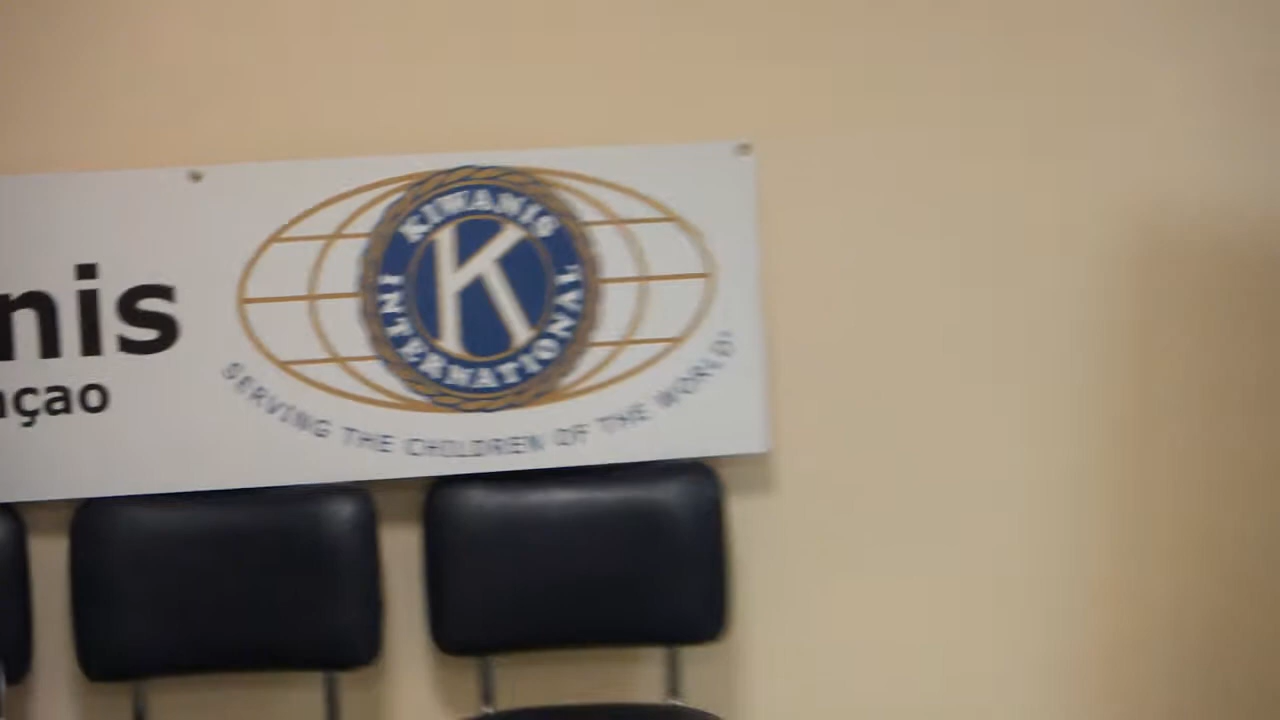 nis
çao
KIWANIS
K
INTERNATIONAL
SERVING THE CHILDREN OF THE WORLD!